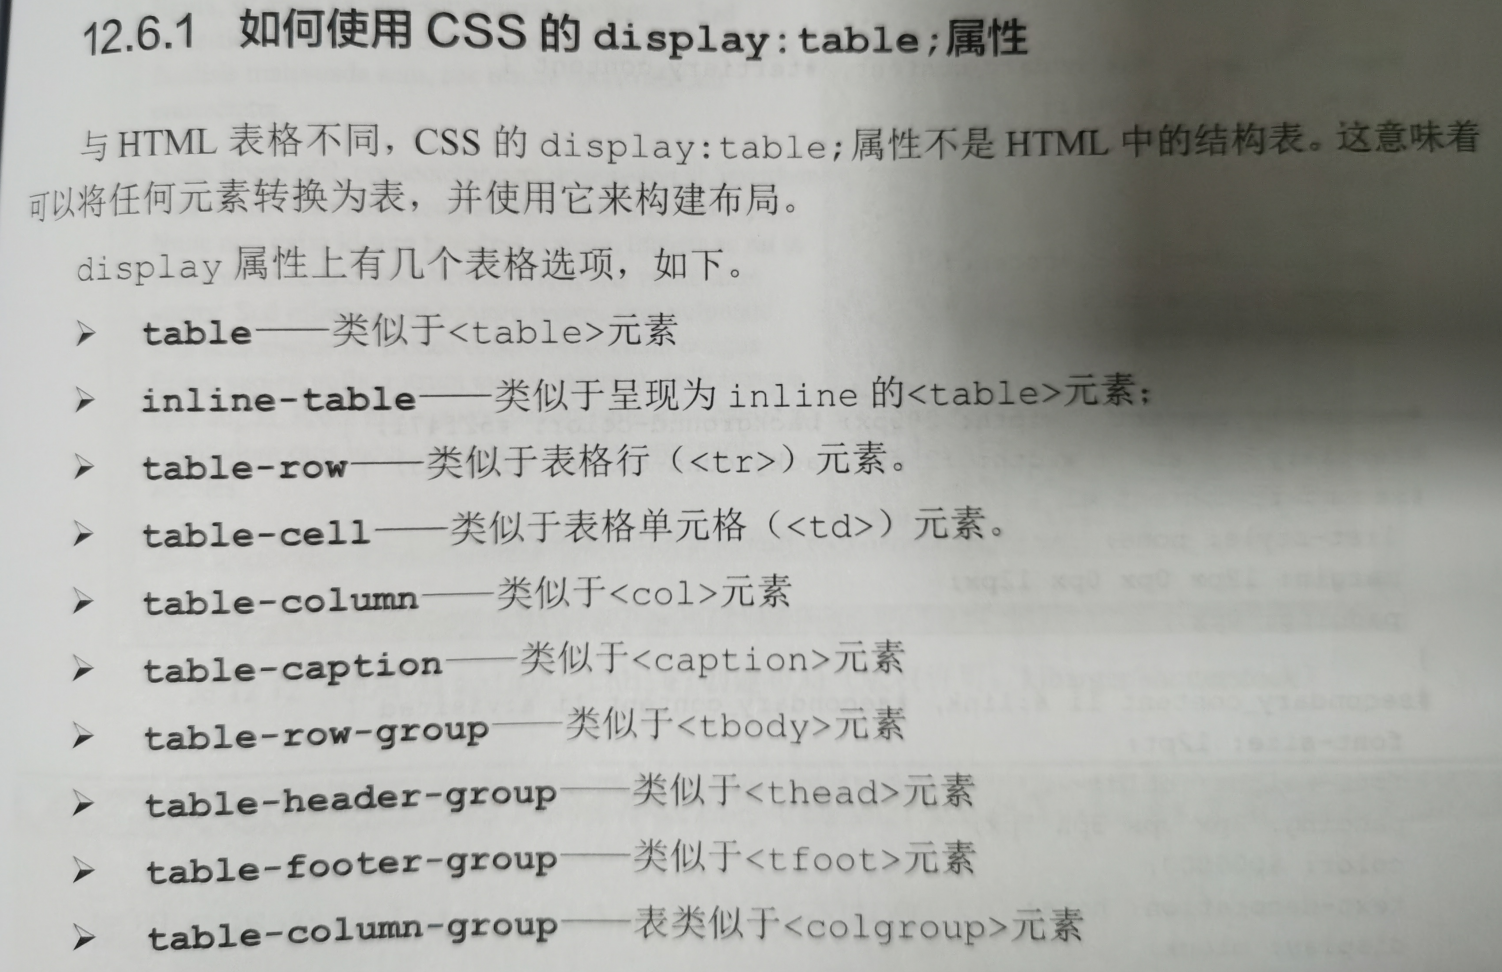 12.6.1 如何使用 CSS 的 display:table;属性
与 HTML 表格不同，CSS 的 display:table;属性不是 HTML 中的结构表。这意味着
可以将任何元素转换为表，并使用它来构建布局。
display 属性上有几个表格选项，如下。
➢ table——类似于<table>元素
➢ inline-table——类似于呈现为 inline 的<table>元素；
➢ table-row——类似于表格行（<tr>）元素。
➢ table-cell——类似于表格单元格（<td>）元素。
➢ table-column——类似于<col>元素
➢ table-caption——类似于<caption>元素
➢ table-row-group——类似于<tbody>元素
➢ table-header-group——类似于<thead>元素
➢ table-footer-group——类似于<tfoot>元素
➢ table-column-group——表类似于<colgroup>元素